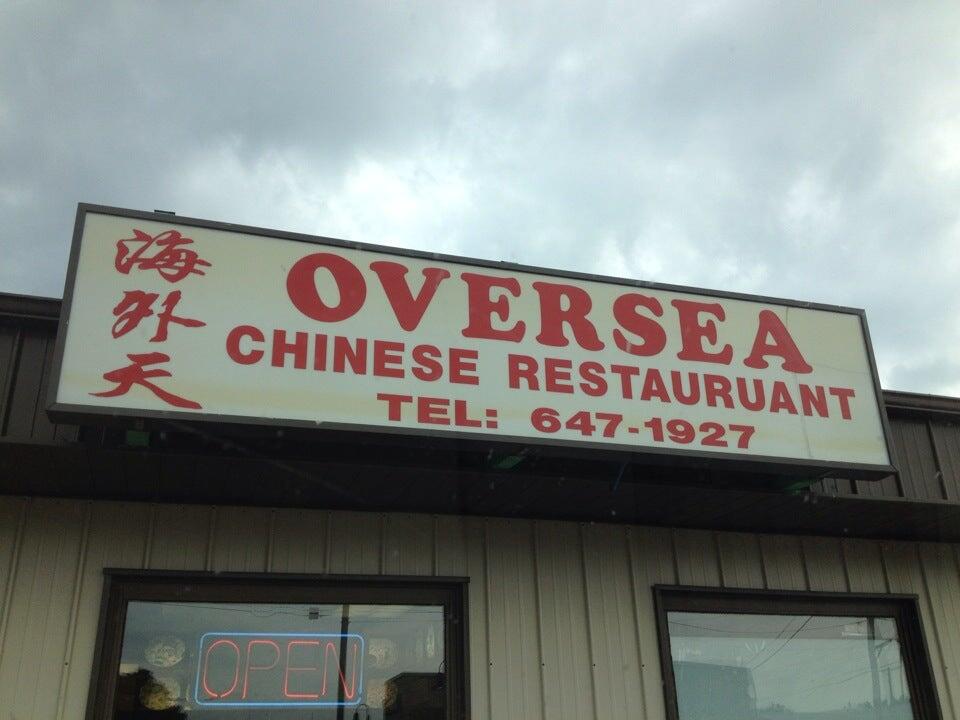 海外天
OVERSEA
CHINESE RESTAURUANT
TEL: 647-1927
OPEN